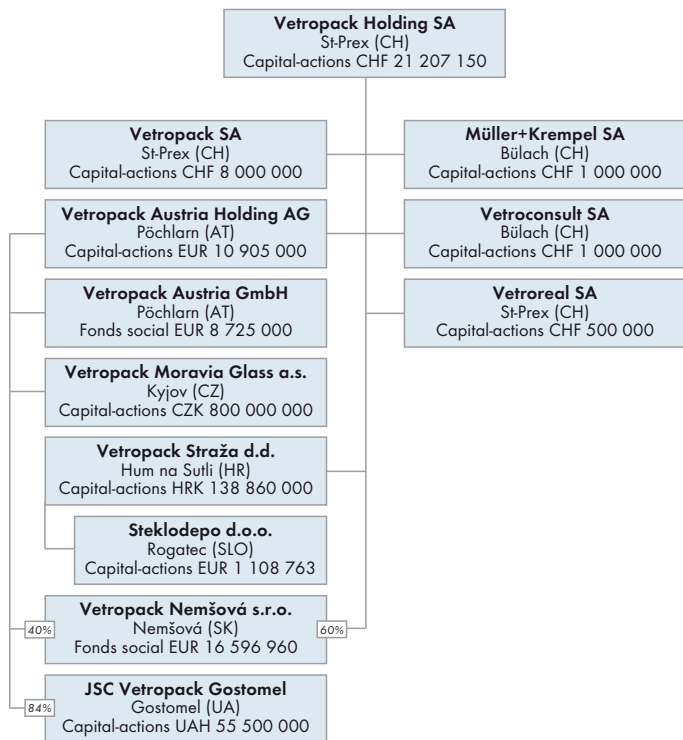 Vetropack Holding SA
St-Prex (CH)
Capital-actions CHF 21 207 150
Vetropack SA
St-Prex (CH)
Capital-actions CHF 8 000 000
Müller+Krempel SA
Bülach (CH)
Capital-actions CHF 1 000 000
Vetropack Austria Holding AG
Pöchlarn (AT)
Capital-actions EUR 10 905 000
Vetroconsult SA
Bülach (CH)
Capital-actions CHF 1 000 000
Vetropack Austria GmbH
Pöchlarn (AT)
Fonds social EUR 8 725 000
Vetroreal SA
St-Prex (CH)
Capital-actions CHF 500 000
Vetropack Moravia Glass a.s.
Kyjov (CZ)
Capital-actions CZK 800 000 000
Vetropack Straža d.d.
Hum na Sutli (HR)
Capital-actions HRK 138 860 000
Steklodepo d.o.o.
Rogatec (SLO)
Capital-actions EUR 1 108 763
Vetropack Nemšová s.r.o.
40% Nemšová (SK) 60%
Fonds social EUR 16 596 960
JSC Vetropack Gostomel
84% Gostomel (UA)
Capital-actions UAH 55 500 000